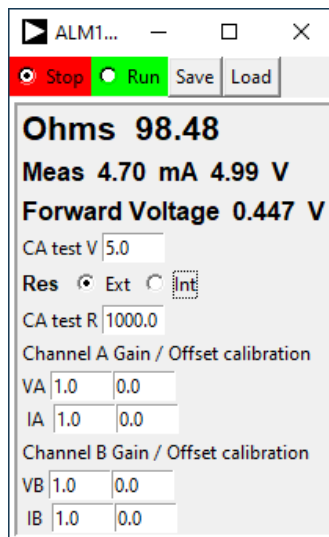 ALM1...
Stop Run Save Load
Ohms 98.48
Meas 4.70 mA 4.99 V
Forward Voltage 0.447 V
CA test V 5.0
Res Ext Int
CA test R 1000.0
Channel A Gain / Offset calibration
VA 1.0 0.0
IA 1.0 0.0
Channel B Gain / Offset calibration
VB 1.0 0.0
IB 1.0 0.0